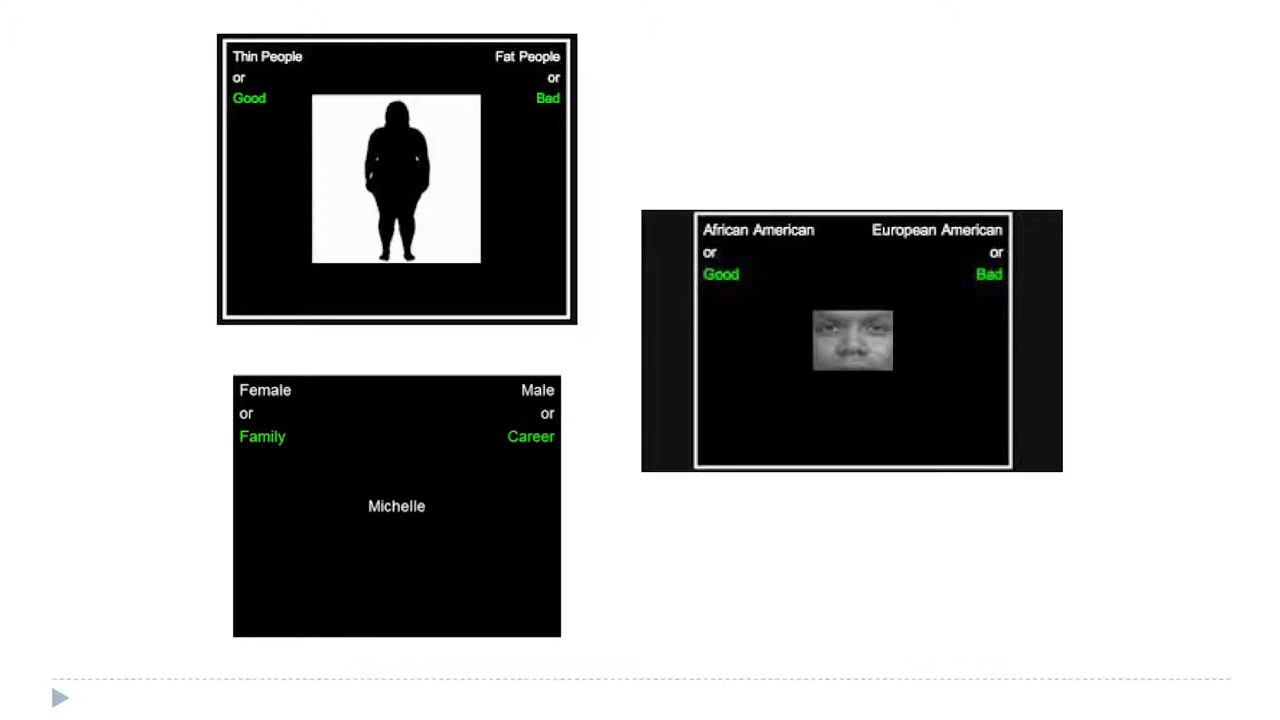 Thin People Fat People
or or
Good Bad
African American European American
or or
Good Bad
Female Male
or or
Family Career
Michelle